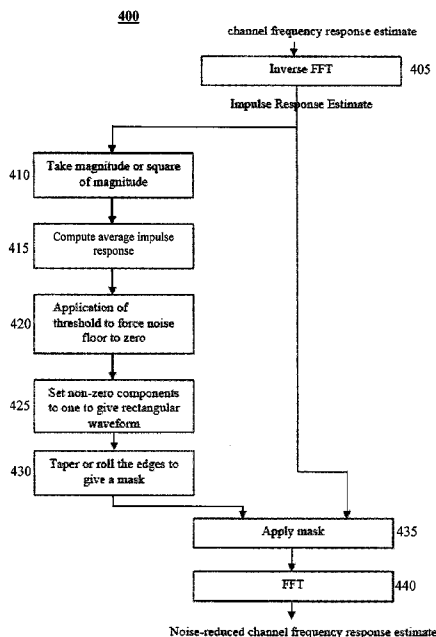 400
channel frequency response estimate
Inverse FFT
405
Impulse Response Estimate
410
Take magnitude or square
of magnitude
415
Compute average impulse
response
420
Application of
threshold to force noise
floor to zero
425
Set non-zero components
to one to give rectangular
waveform
430
Taper or roll the edges to
give a mask
Apply mask
435
FFT
440
Noise-reduced channel frequency response estimate